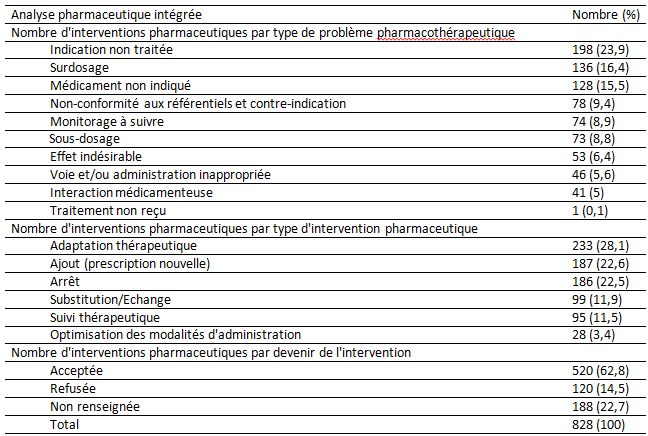 Analyse pharmaceutique intégrée Nombre (%)
Nombre d'interventions pharmaceutiques par type de problème pharmacothérapeutique
Indication non traitée 198 (23,9)
Surdosage 136 (16,4)
Médicament non indiqué 128 (15,5)
Non-conformité aux référentiels et contre-indication 78 (9,4)
Monitorage à suivre 74 (8,9)
Sous-dosage 73 (8,8)
Effet indésirable 53 (6,4)
Voie et/ou administration inappropriée 46 (5,6)
Interaction médicamenteuse 41 (5)
Traitement non reçu 1 (0,1)
Nombre d'interventions pharmaceutiques par type d'intervention pharmaceutique
Adaptation thérapeutique 233 (28,1)
Ajout (prescription nouvelle) 187 (22,6)
Arrêt 186 (22,5)
Substitution/Echange 99 (11,9)
Suivi thérapeutique 95 (11,5)
Optimisation des modalités d'administration 28 (3,4)
Nombre d'interventions pharmaceutiques par devenir de l'intervention
Acceptée 520 (62,8)
Refusée 120 (14,5)
Non renseignée 188 (22,7)
Total 828 (100)